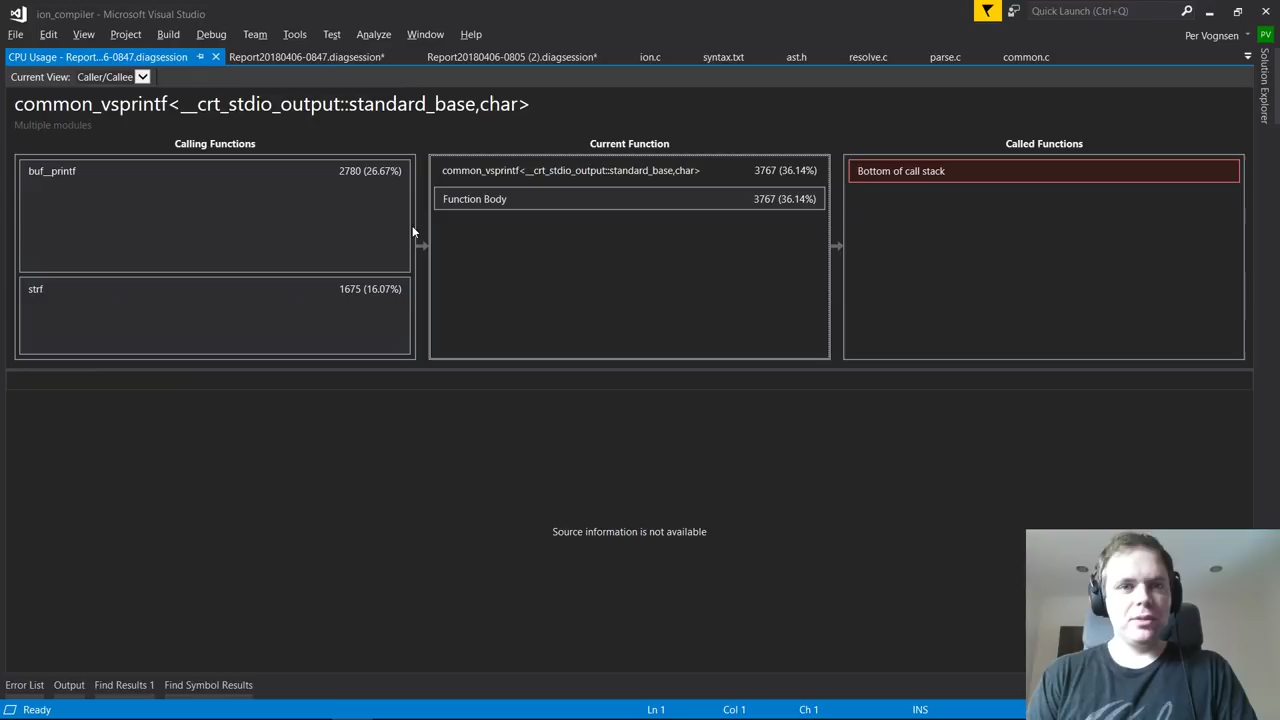 ion_compiler - Microsoft Visual Studio
Quick Launch (Ctrl+Q)
File Edit View Project Build Debug Team Tools Test Analyze Window Help
Per Vognsen
PV
CPU Usage - Report...6-0847.diagsession
Report20180406-0847.diagsession*
Report20180406-0805 (2).diagsession*
ion.c
syntax.txt
ast.h
resolve.c
parse.c
common.c
Solution Explorer
Current View: Caller/Callee
common_vsprintf<__crt_stdio_output::standard_base,char>
Multiple modules
Calling Functions
Current Function
Called Functions
buf__printf 2780 (26.67%)
common_vsprintf<__crt_stdio_output::standard_base,char> 3767 (36.14%)
Bottom of call stack
Function Body 3767 (36.14%)
strf 1675 (16.07%)
Source information is not available
Error List Output Find Results 1 Find Symbol Results
Ready
Ln 1 Col 1 Ch 1 INS